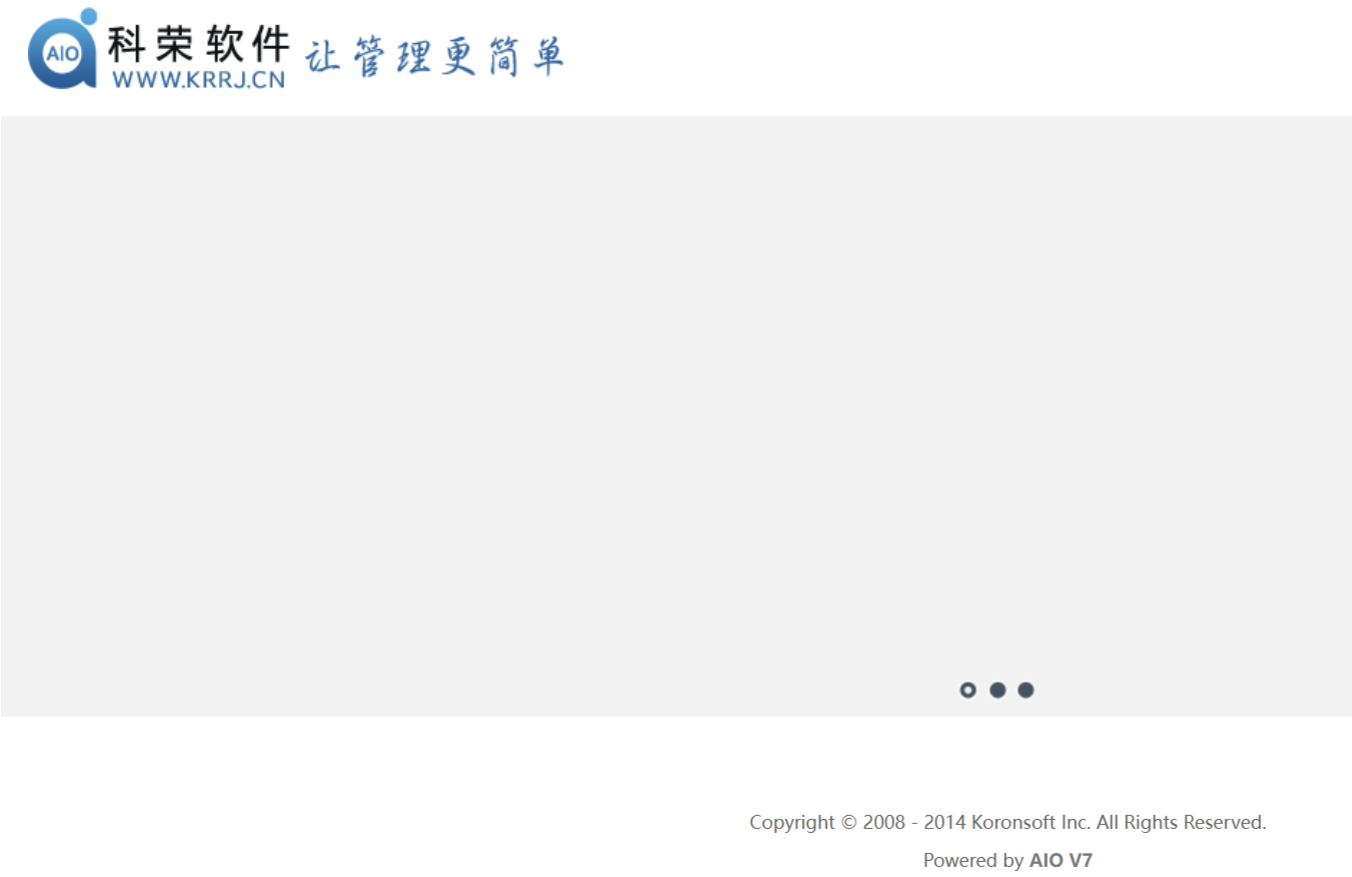 AIO 科荣软件 让管理更简单
WWW.KRRJ.CN
Copyright © 2008 - 2014 Koronsoft Inc. All Rights Reserved.
Powered by AIO V7